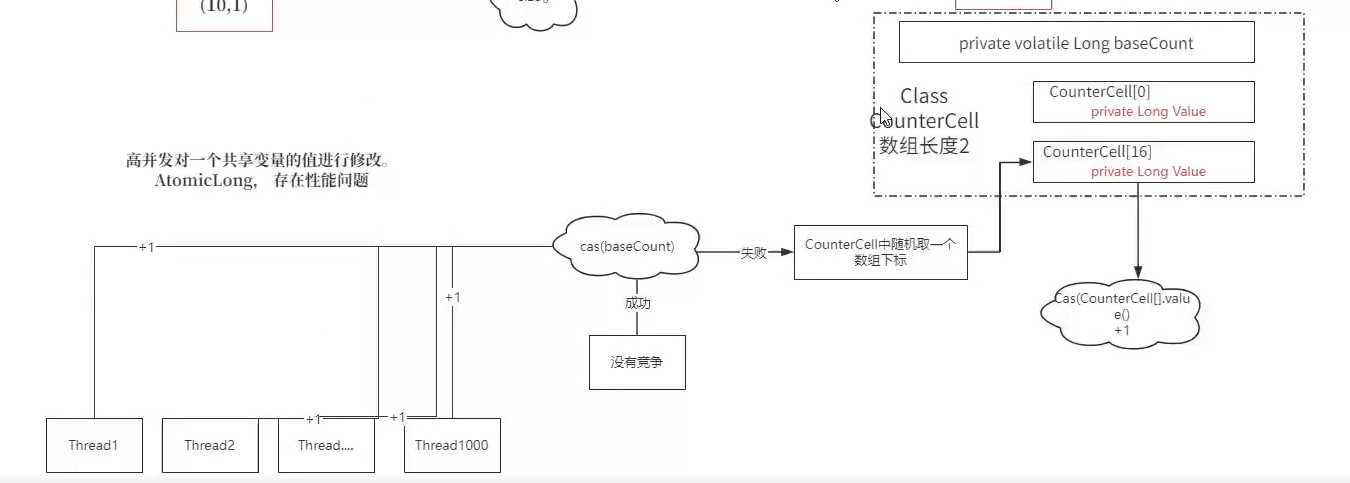 (10,1)
private volatile Long baseCount
CounterCell[0]
private Long Value
Class
CounterCell
数组长度2
CounterCell[16]
private Long Value
高并发对一个共享变量的值进行修改。
AtomicLong， 存在性能问题
+1
cas(baseCount)
失败
CounterCell中随机取一个
数组下标
+1
成功
Cas(CounterCell[].valu
e()
+1
没有竞争
+1
+1
Thread1
Thread2
Thread....
Thread1000